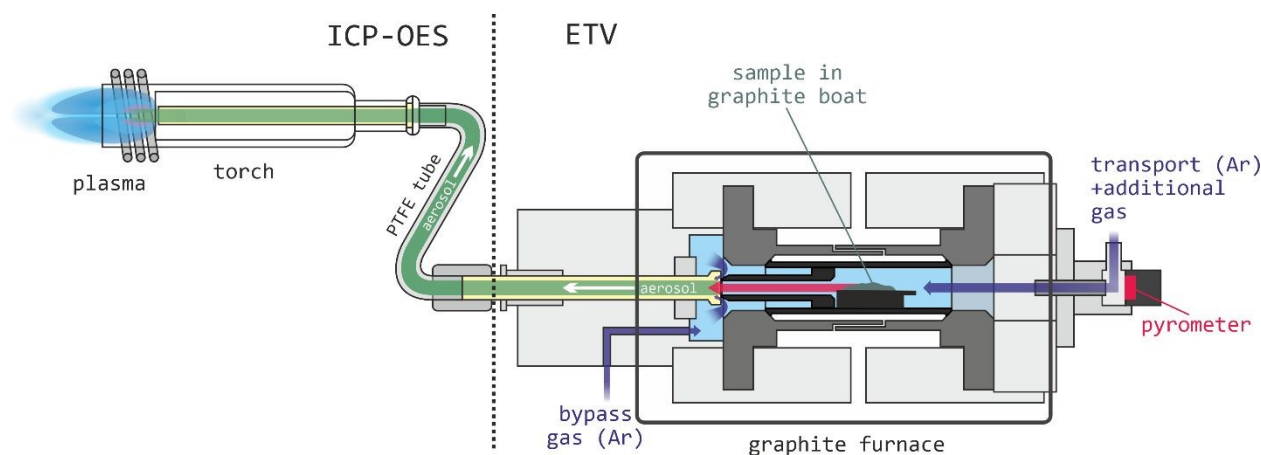 ICP-OES
ETV
sample in
graphite boat
transport (Ar)
+additional
gas
plasma
torch
PTFE tube
aerosol
aerosol
pyrometer
bypass
gas (Ar)
graphite furnace